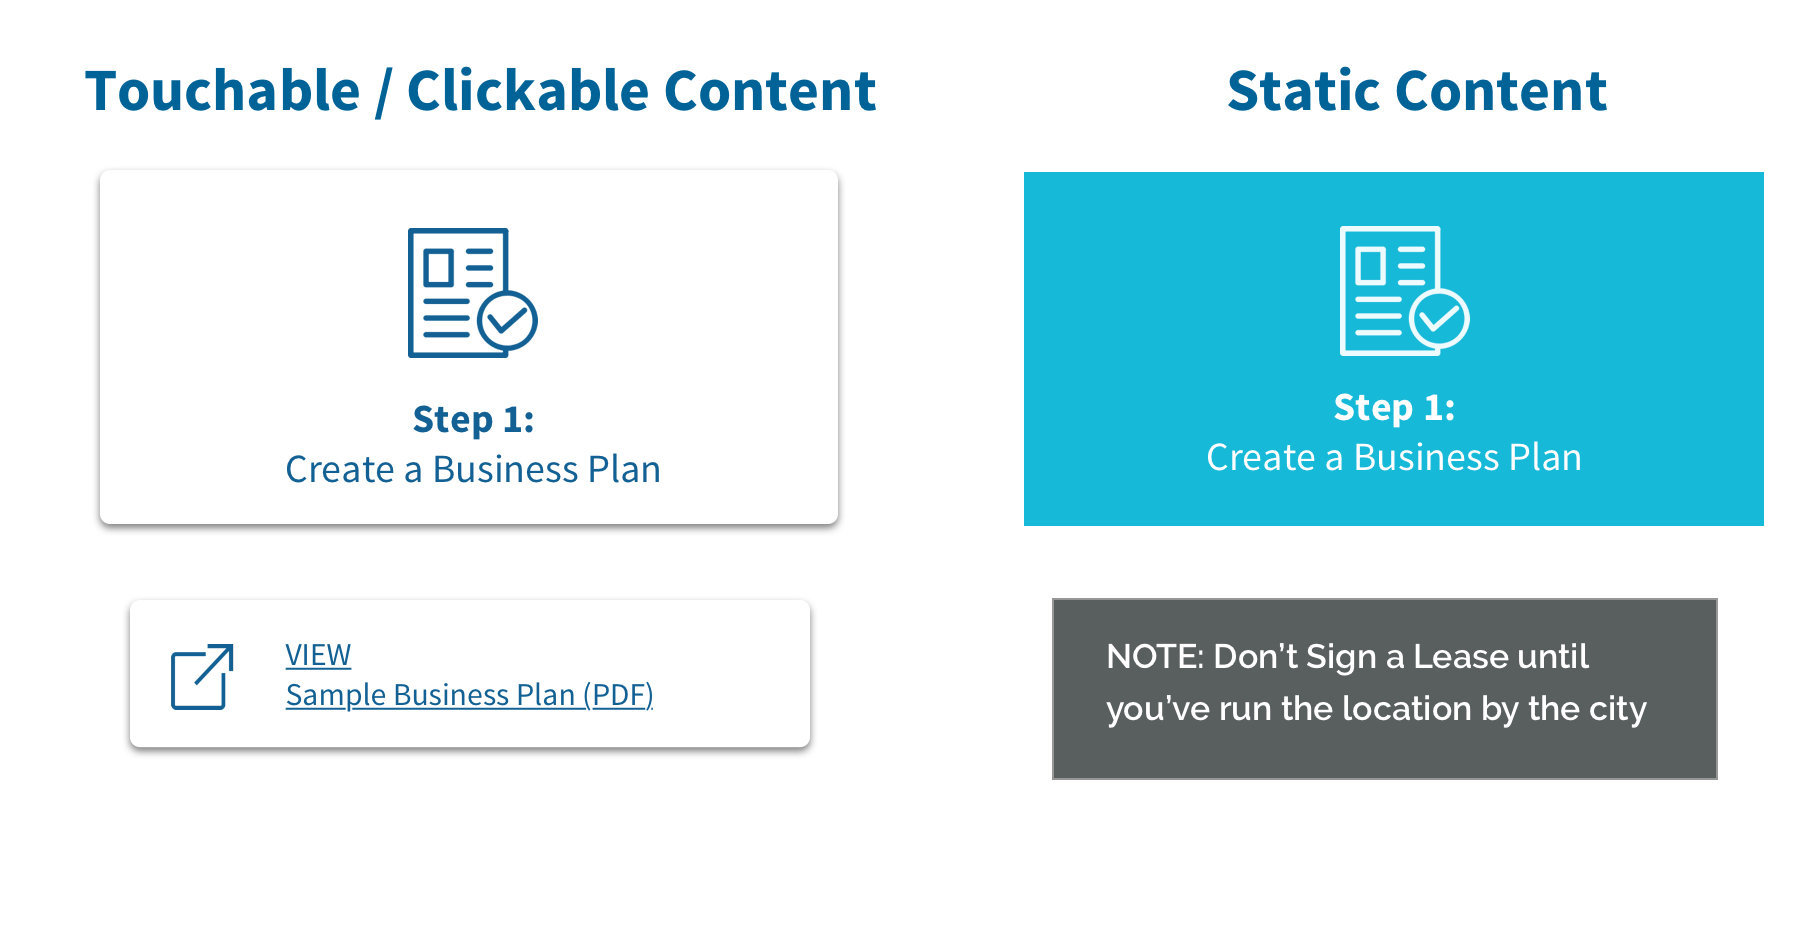 Touchable / Clickable Content
Step 1:
Create a Business Plan
VIEW
Sample Business Plan (PDF)
Static Content
Step 1:
Create a Business Plan
NOTE: Don’t Sign a Lease until
you’ve run the location by the city